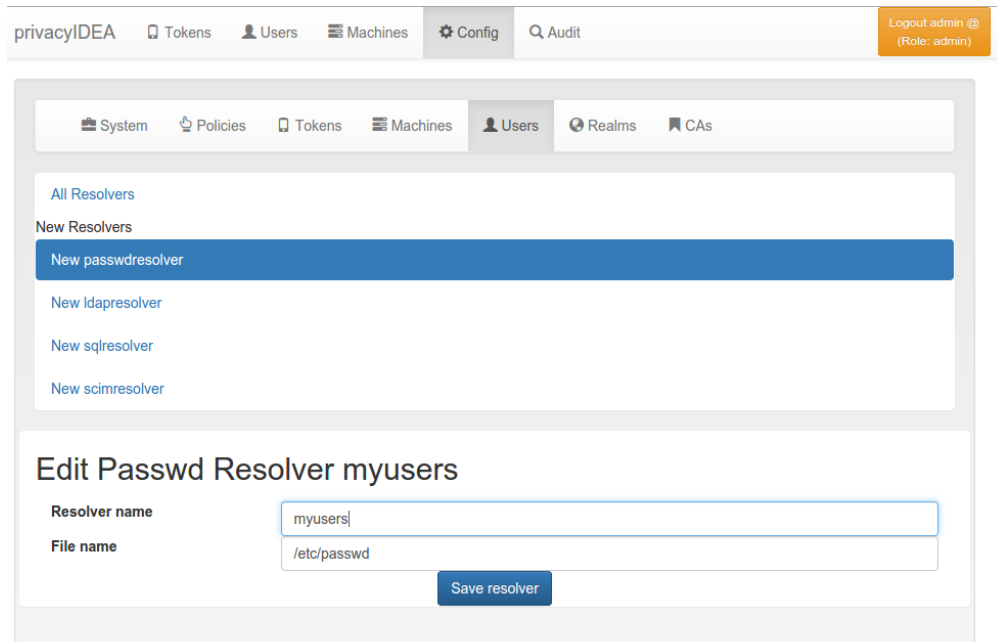 privacyIDEA Tokens Users Machines Config Audit Logout admin @
(Role: admin)
System Policies Tokens Machines Users Realms CAs
All Resolvers
New Resolvers
New passwdresolver
New ldapresolver
New sqlresolver
New scimresolver
Edit Passwd Resolver myusers
Resolver name myusers
File name /etc/passwd
Save resolver